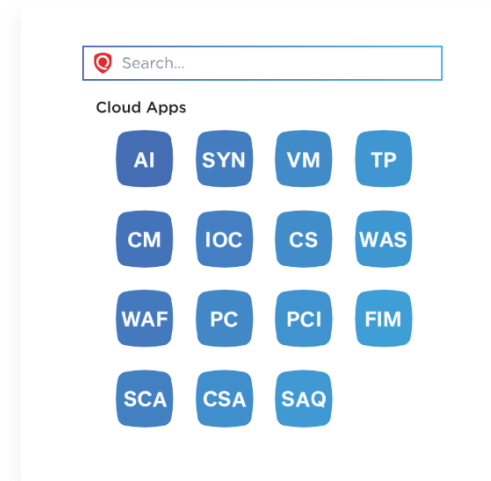 Search...
Cloud Apps
AI SYN VM TP
CM IOC CS WAS
WAF PC PCI FIM
SCA CSA SAQ